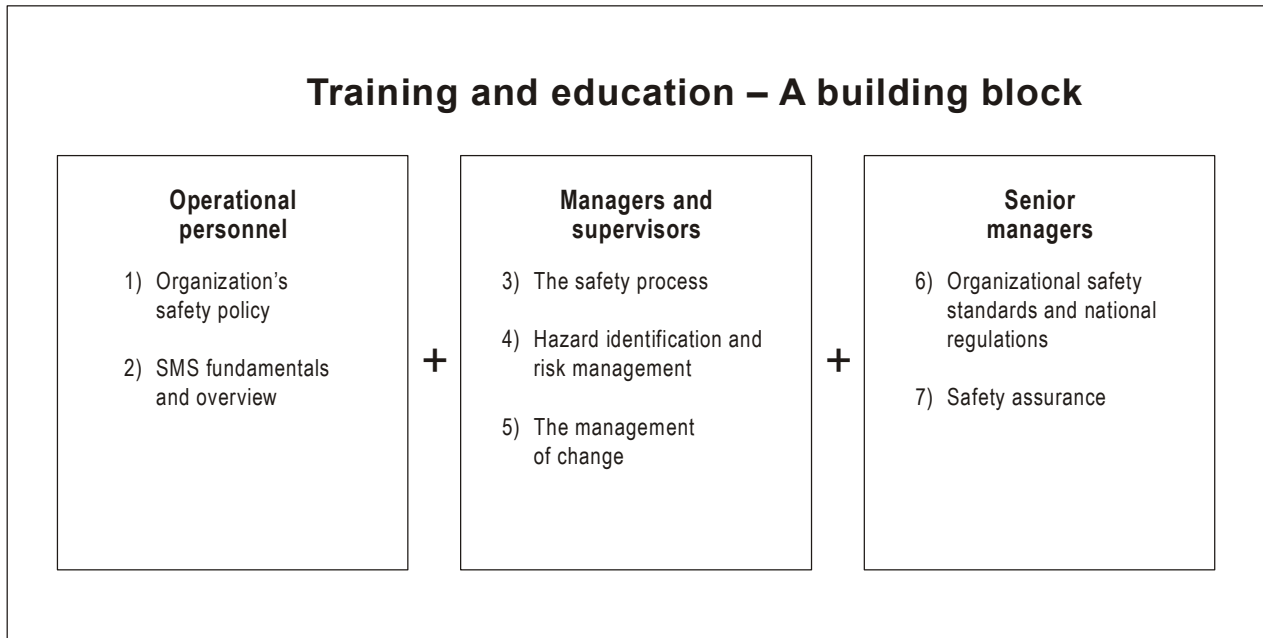 Training and education – A building block
Operational
personnel
1) Organization’s
safety policy
2) SMS fundamentals
and overview
+
Managers and
supervisors
3) The safety process
4) Hazard identification and
risk management
5) The management
of change
+
Senior
managers
6) Organizational safety
standards and national
regulations
7) Safety assurance